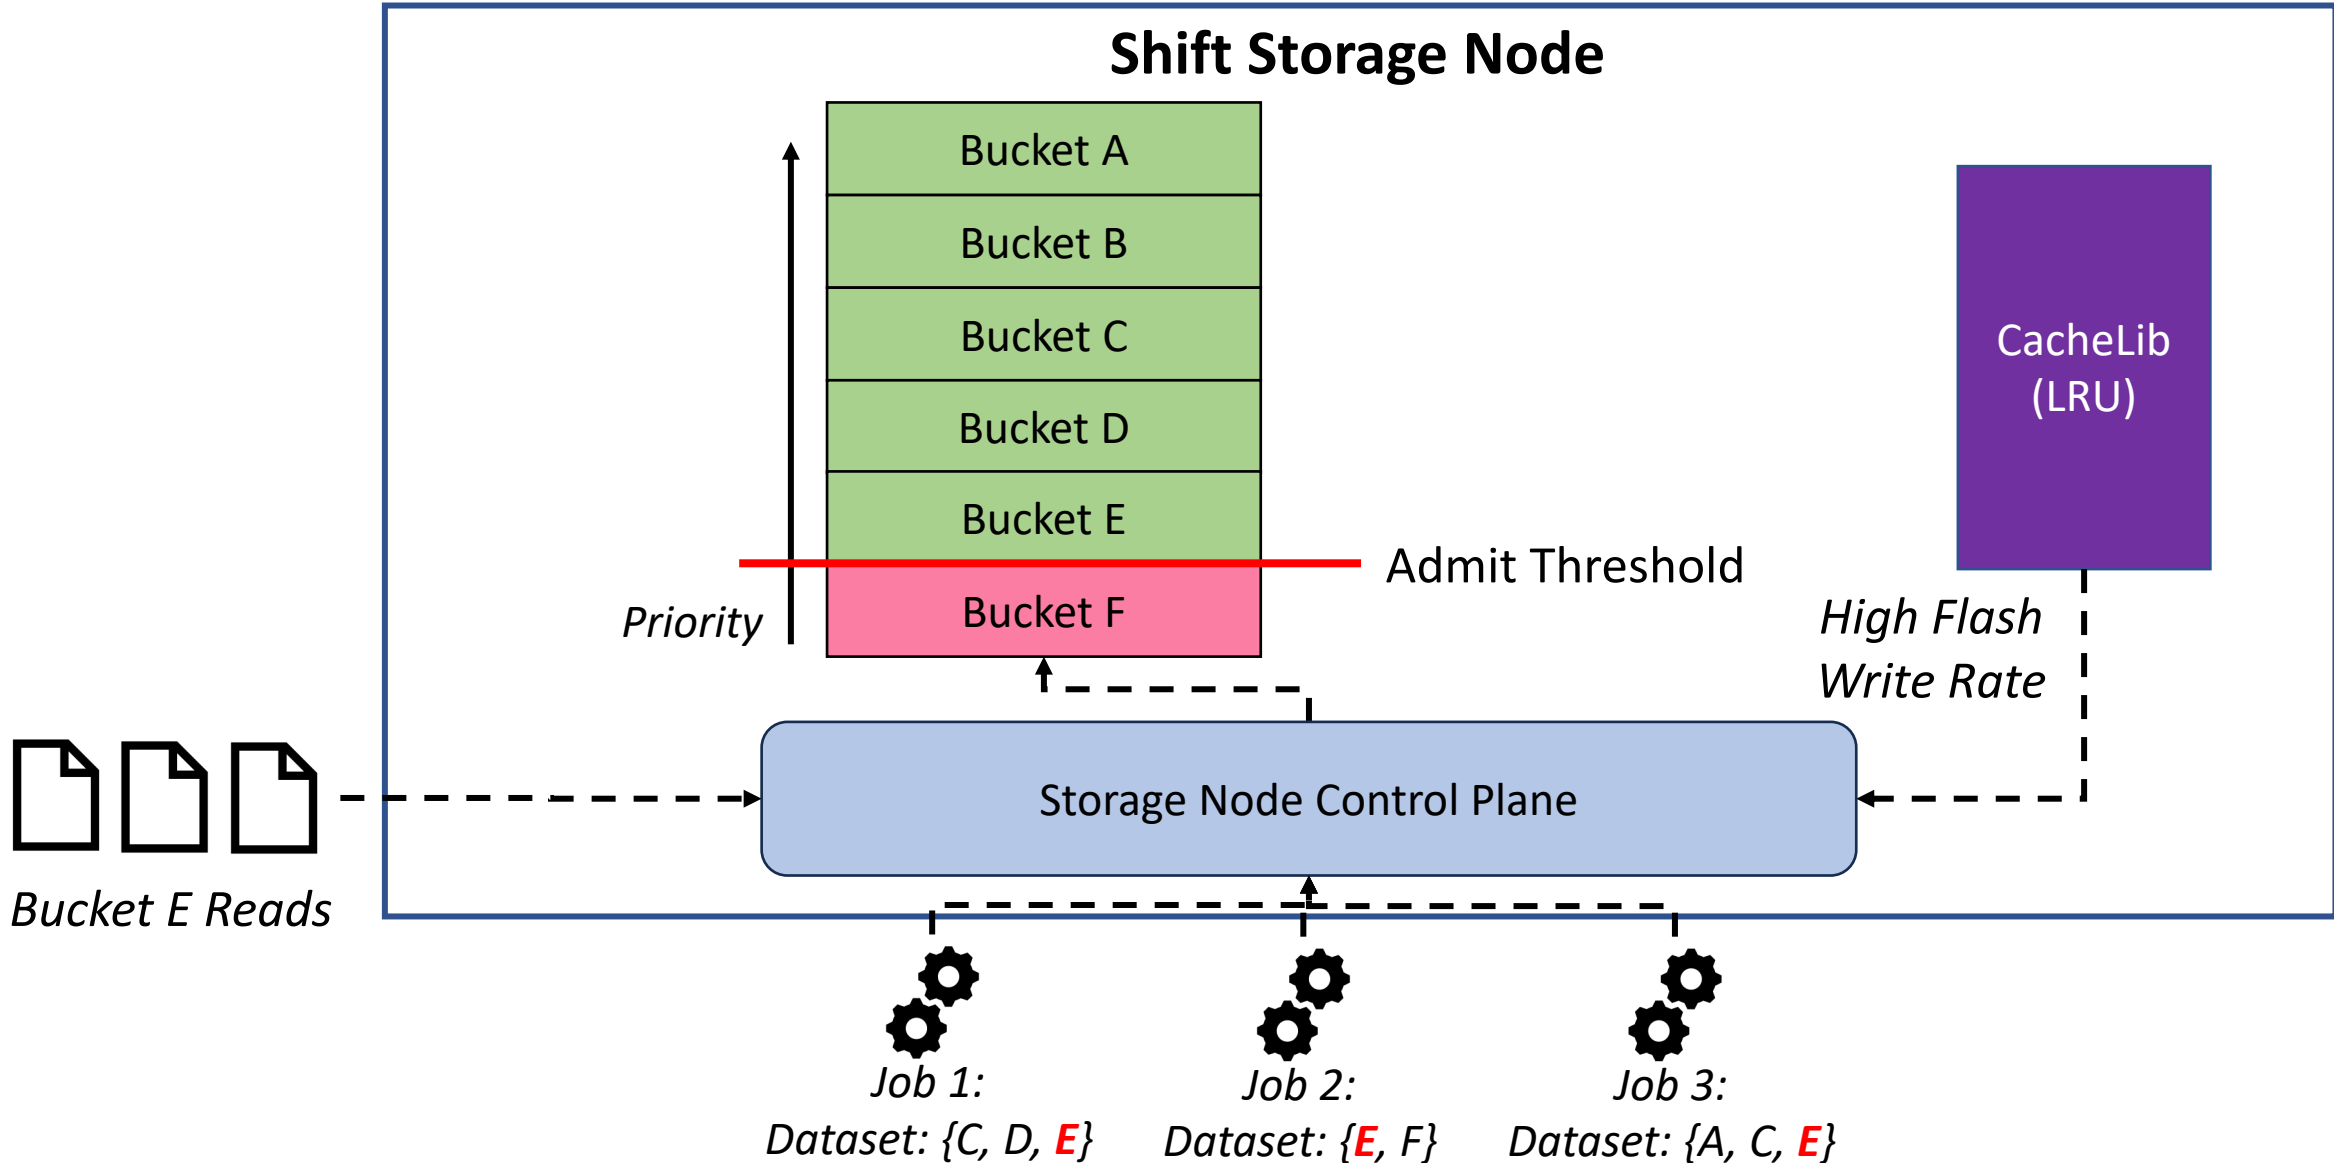 Shift Storage Node
Bucket A
Bucket B
Bucket C
Bucket D
Bucket E
Bucket F
Admit Threshold
Priority
CacheLib
(LRU)
High Flash
Write Rate
Storage Node Control Plane
Bucket E Reads
Job 1:
Dataset: {C, D, E}
Job 2:
Dataset: {E, F}
Job 3:
Dataset: {A, C, E}